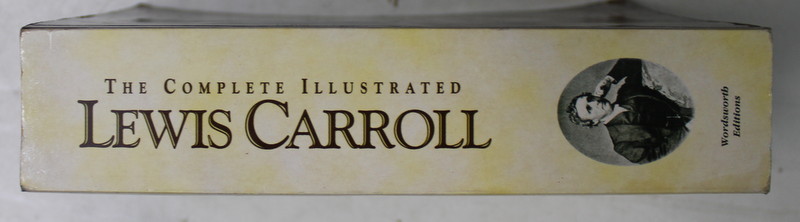 THE COMPLETE ILLUSTRATED
LEWIS CARROLL
Wordsworth
Editions